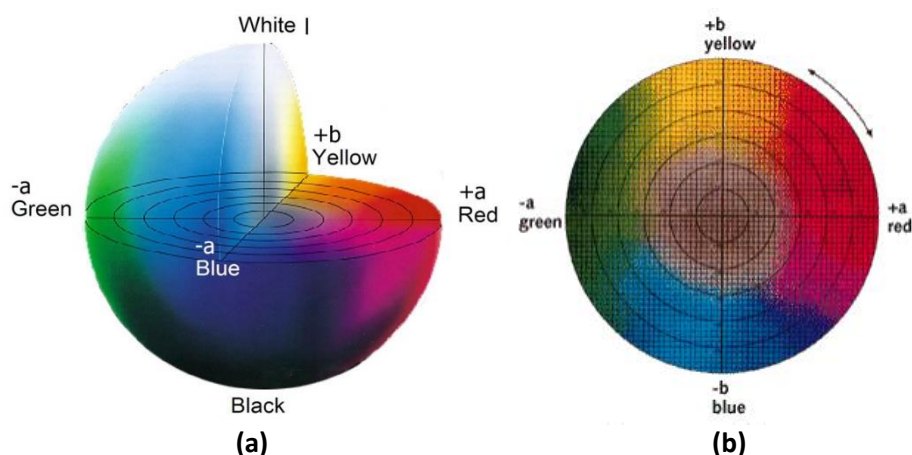 White l
+b
Yellow
-a
Green
+a
Red
-a
Blue
Black
(a)
+b
yellow
-a
green
+a
red
-b
blue
(b)